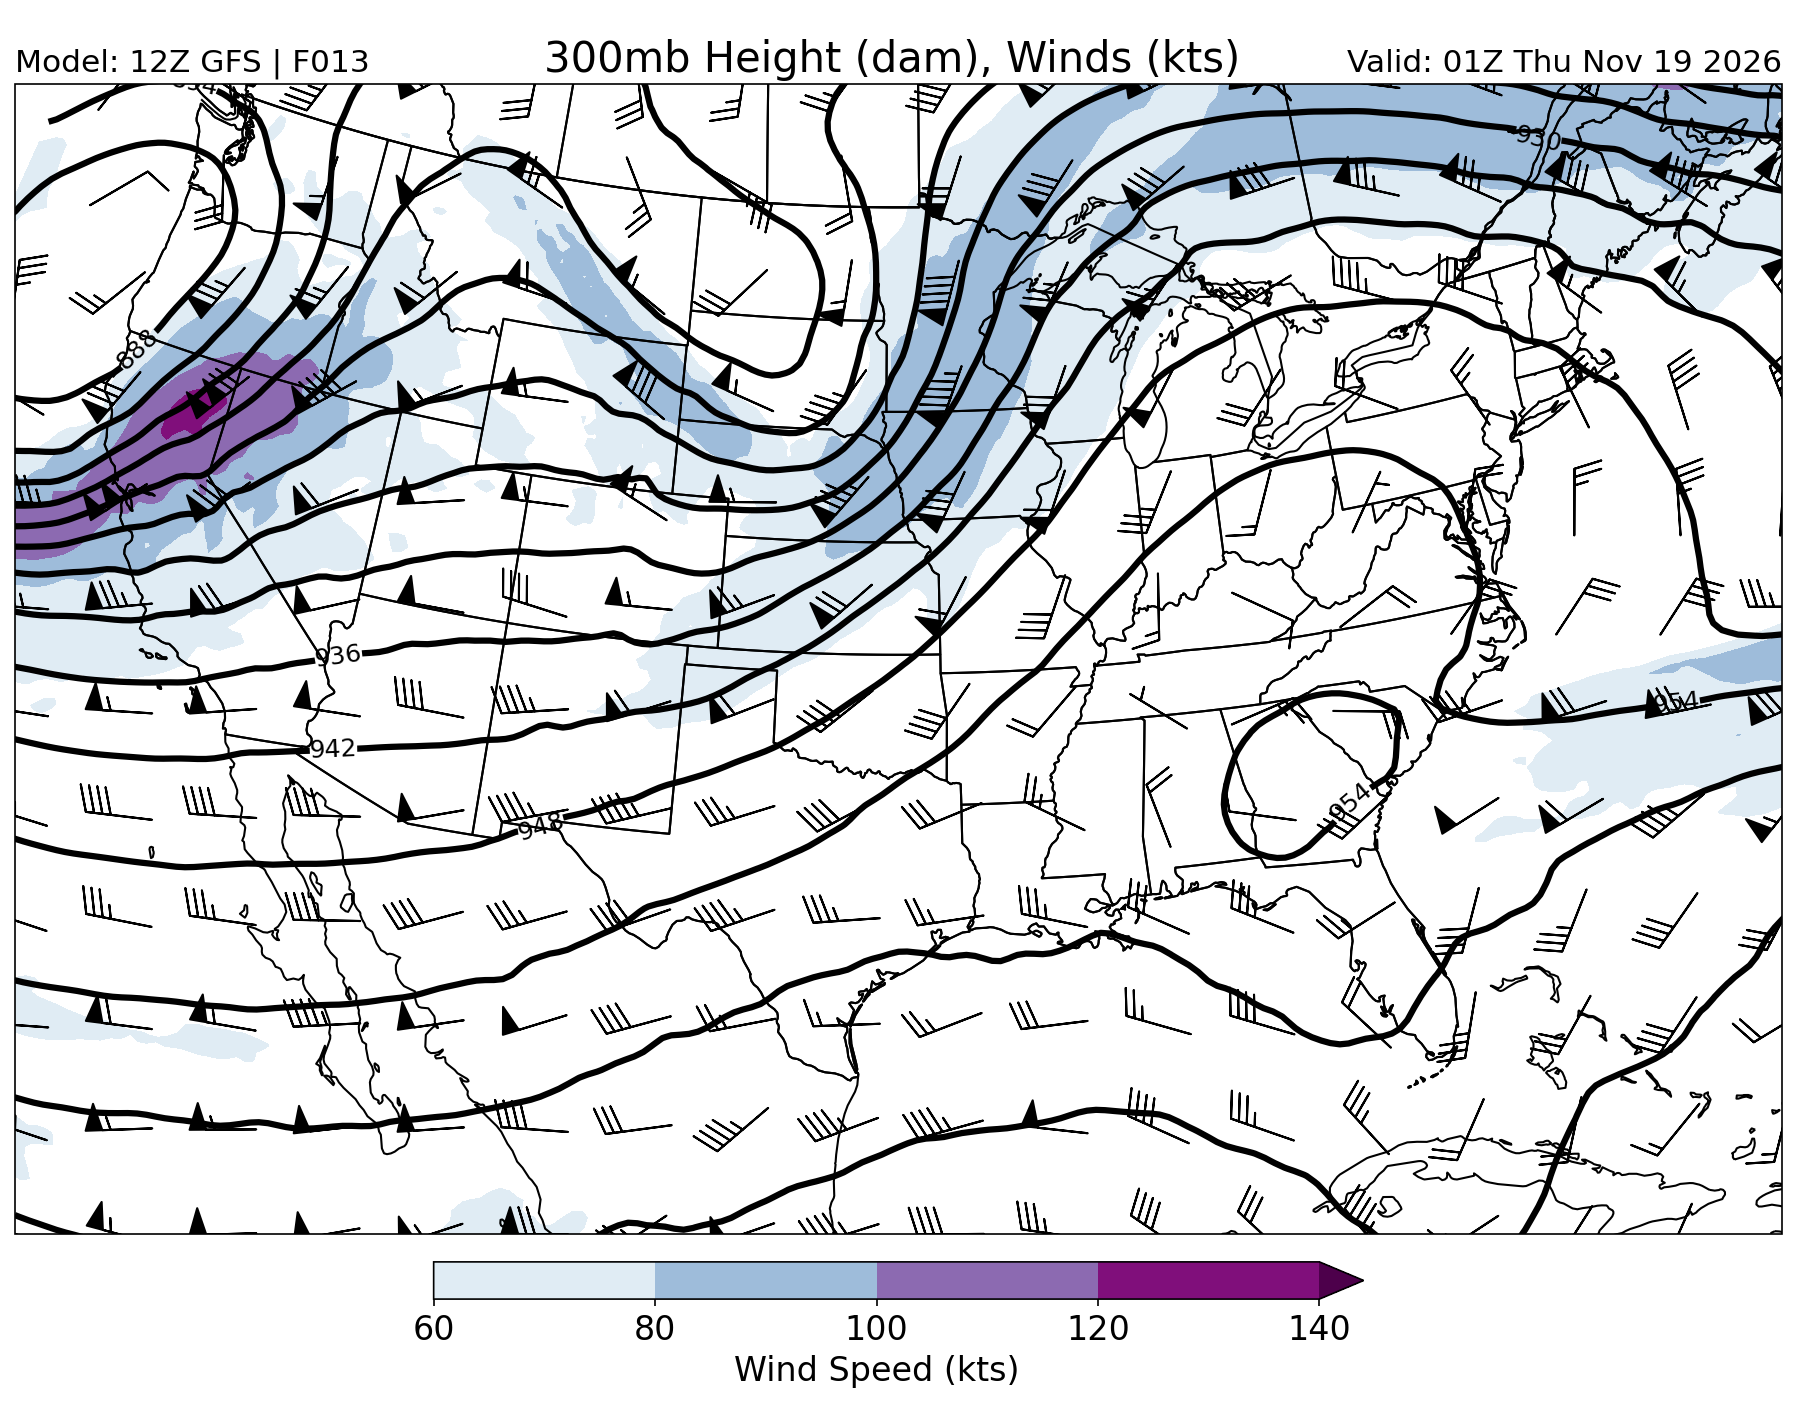 Model: 12Z GFS | F013
300mb Height (dam), Winds (kts)
Valid: 01Z Thu Nov 19 2026
930
888
936
954
942
954
948
60 80 100 120 140
Wind Speed (kts)